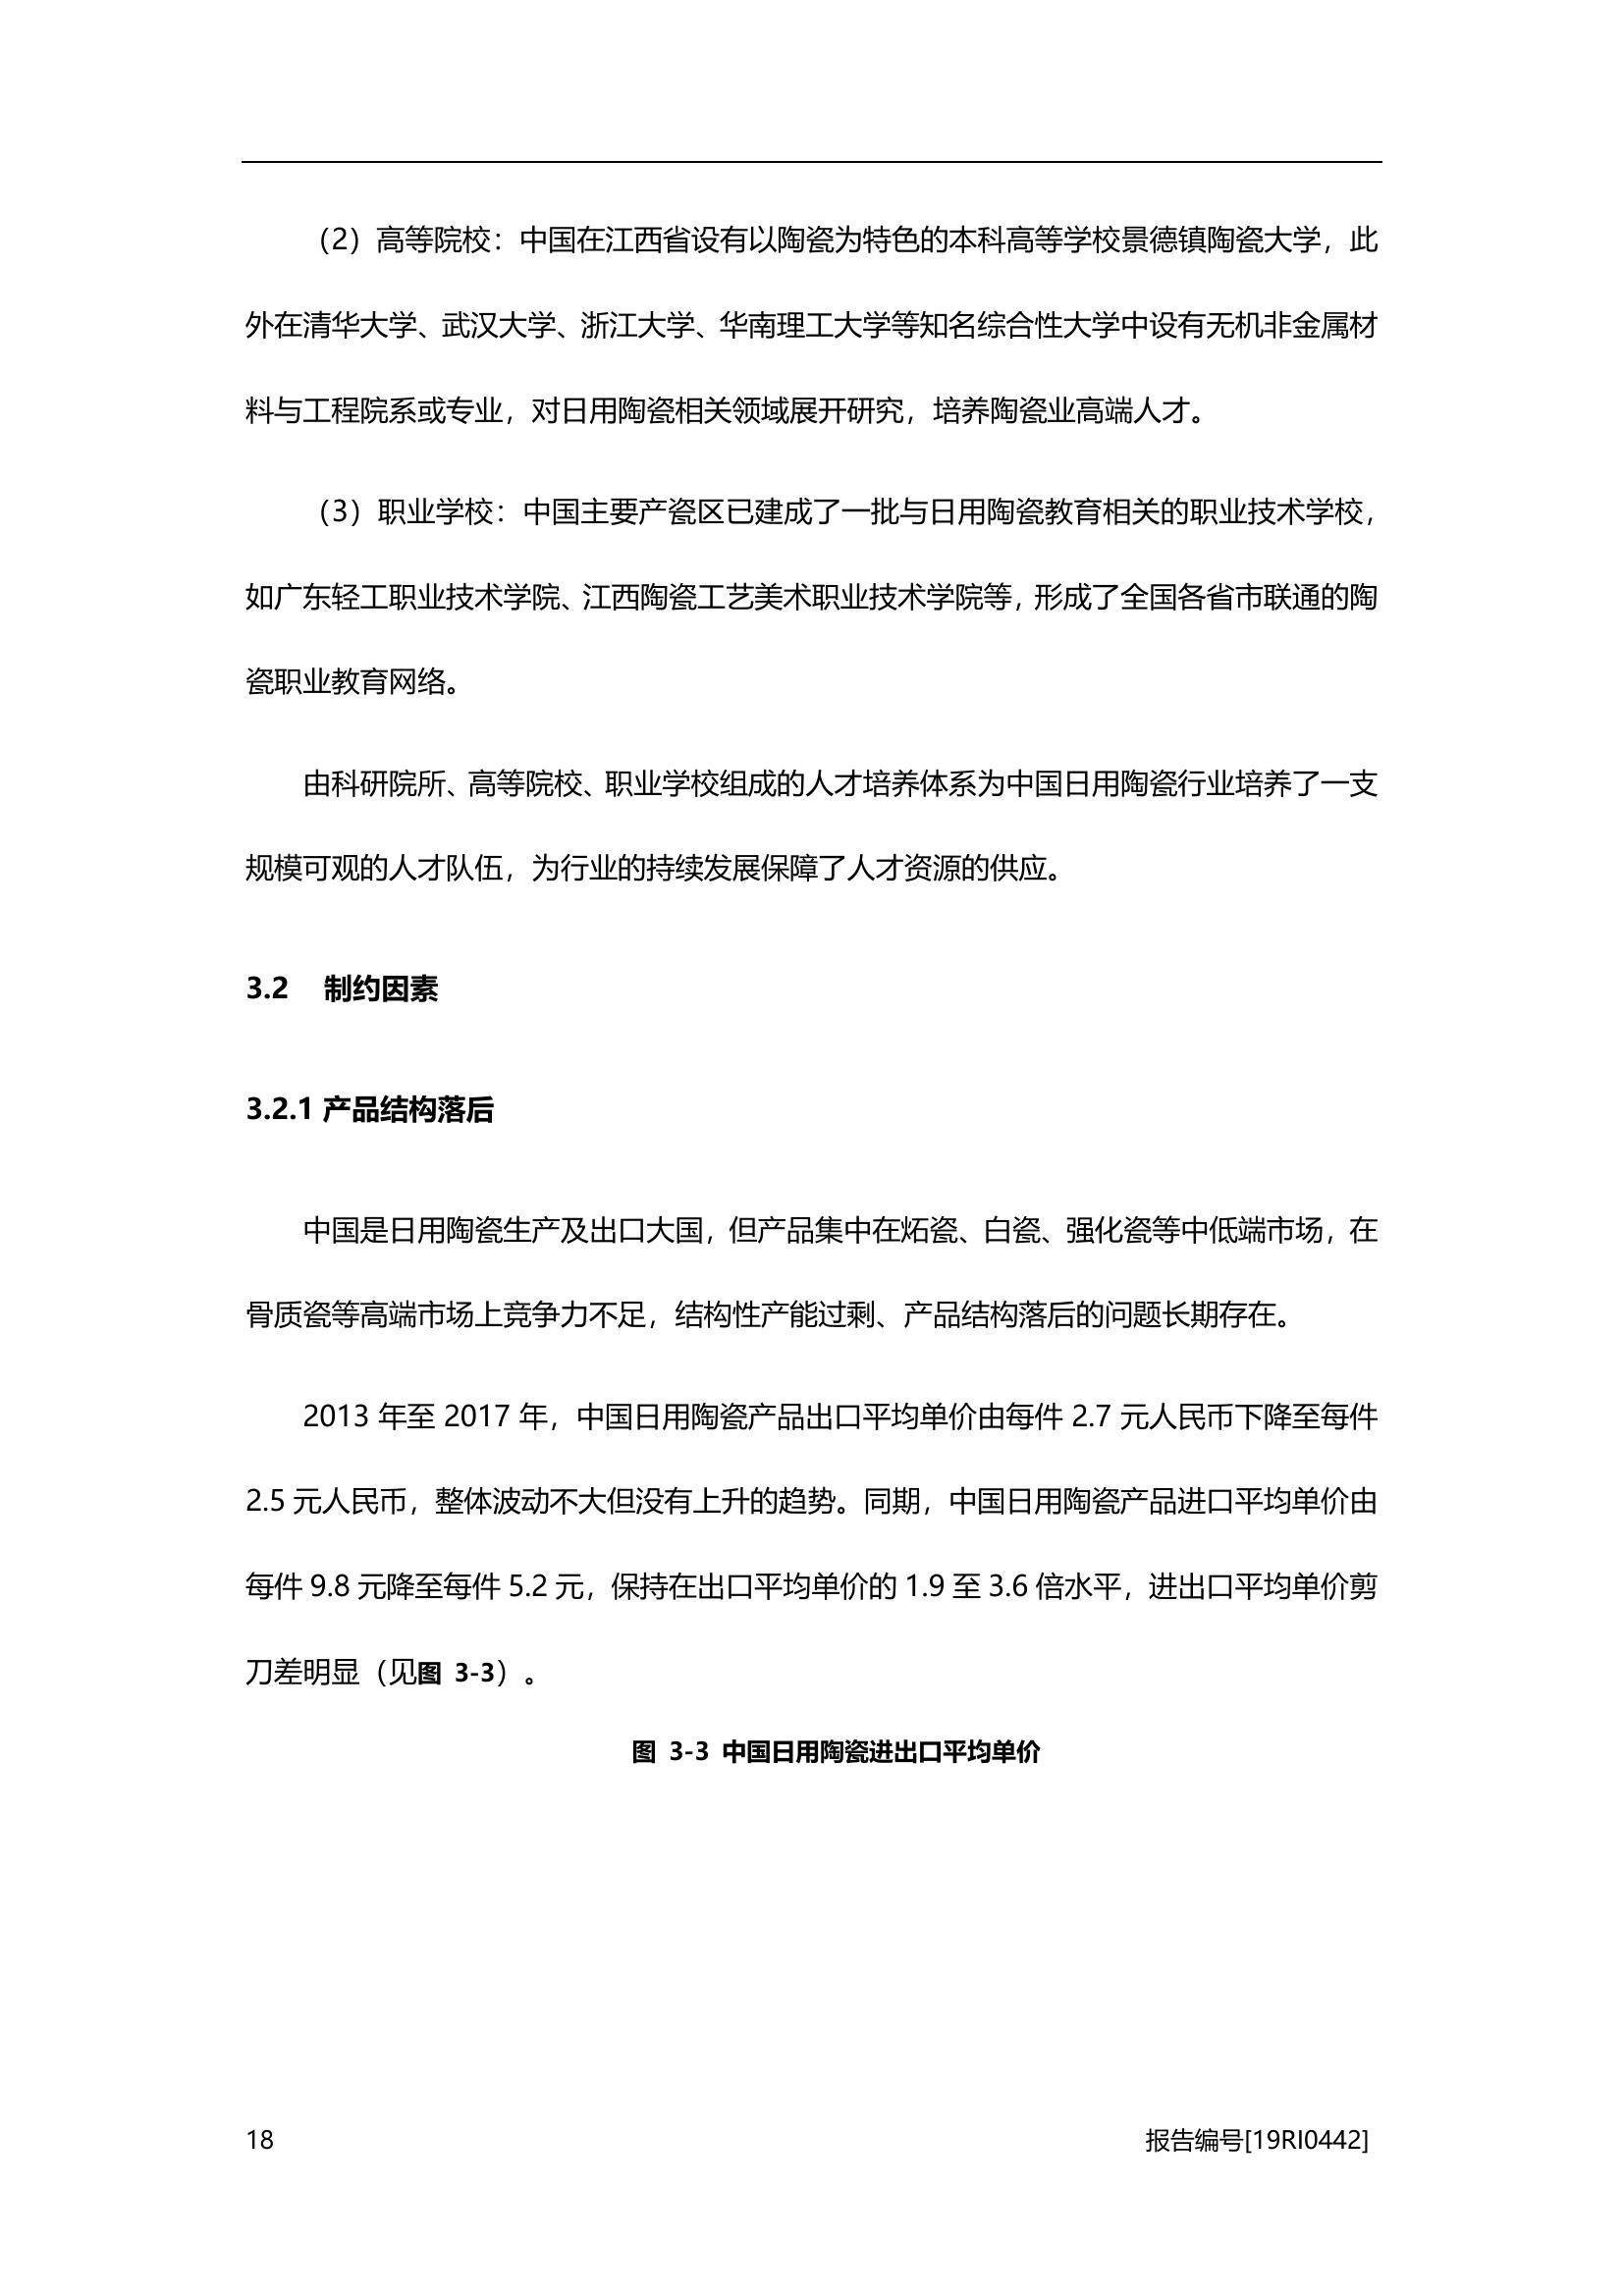 （2）高等院校：中国在江西省设有以陶瓷为特色的本科高等学校景德镇陶瓷大学，此
外在清华大学、武汉大学、浙江大学、华南理工大学等知名综合性大学中设有无机非金属材
料与工程院系或专业，对日用陶瓷相关领域展开研究，培养陶瓷业高端人才。
（3）职业学校：中国主要产瓷区已建成了一批与日用陶瓷教育相关的职业技术学校，
如广东轻工职业技术学院、江西陶瓷工艺美术职业技术学院等，形成了全国各省市联通的陶
瓷职业教育网络。
由科研院所、高等院校、职业学校组成的人才培养体系为中国日用陶瓷行业培养了一支
规模可观的人才队伍，为行业的持续发展保障了人才资源的供应。
3.2 制约因素
3.2.1 产品结构落后
中国是日用陶瓷生产及出口大国，但产品集中在炻瓷、白瓷、强化瓷等中低端市场，在
骨质瓷等高端市场上竞争力不足，结构性产能过剩、产品结构落后的问题长期存在。
2013 年至 2017 年，中国日用陶瓷产品出口平均单价由每件 2.7 元人民币下降至每件
2.5 元人民币，整体波动不大但没有上升的趋势。同期，中国日用陶瓷产品进口平均单价由
每件 9.8 元降至每件 5.2 元，保持在出口平均单价的 1.9 至 3.6 倍水平，进出口平均单价剪
刀差明显（见图 3-3）。
图 3-3 中国日用陶瓷进出口平均单价
18 报告编号[19RI0442]